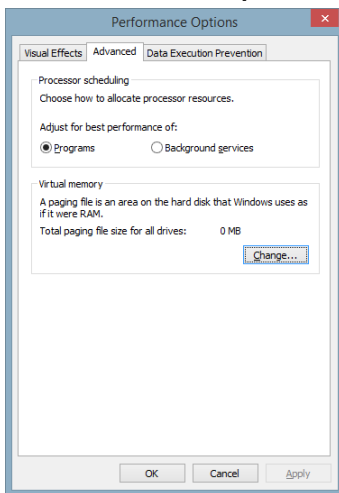 Performance Options
Visual Effects Advanced Data Execution Prevention
Processor scheduling
Choose how to allocate processor resources.
Adjust for best performance of:
Programs Background services
Virtual memory
A paging file is an area on the hard disk that Windows uses as
if it were RAM.
Total paging file size for all drives: 0 MB
Change...
OK Cancel Apply